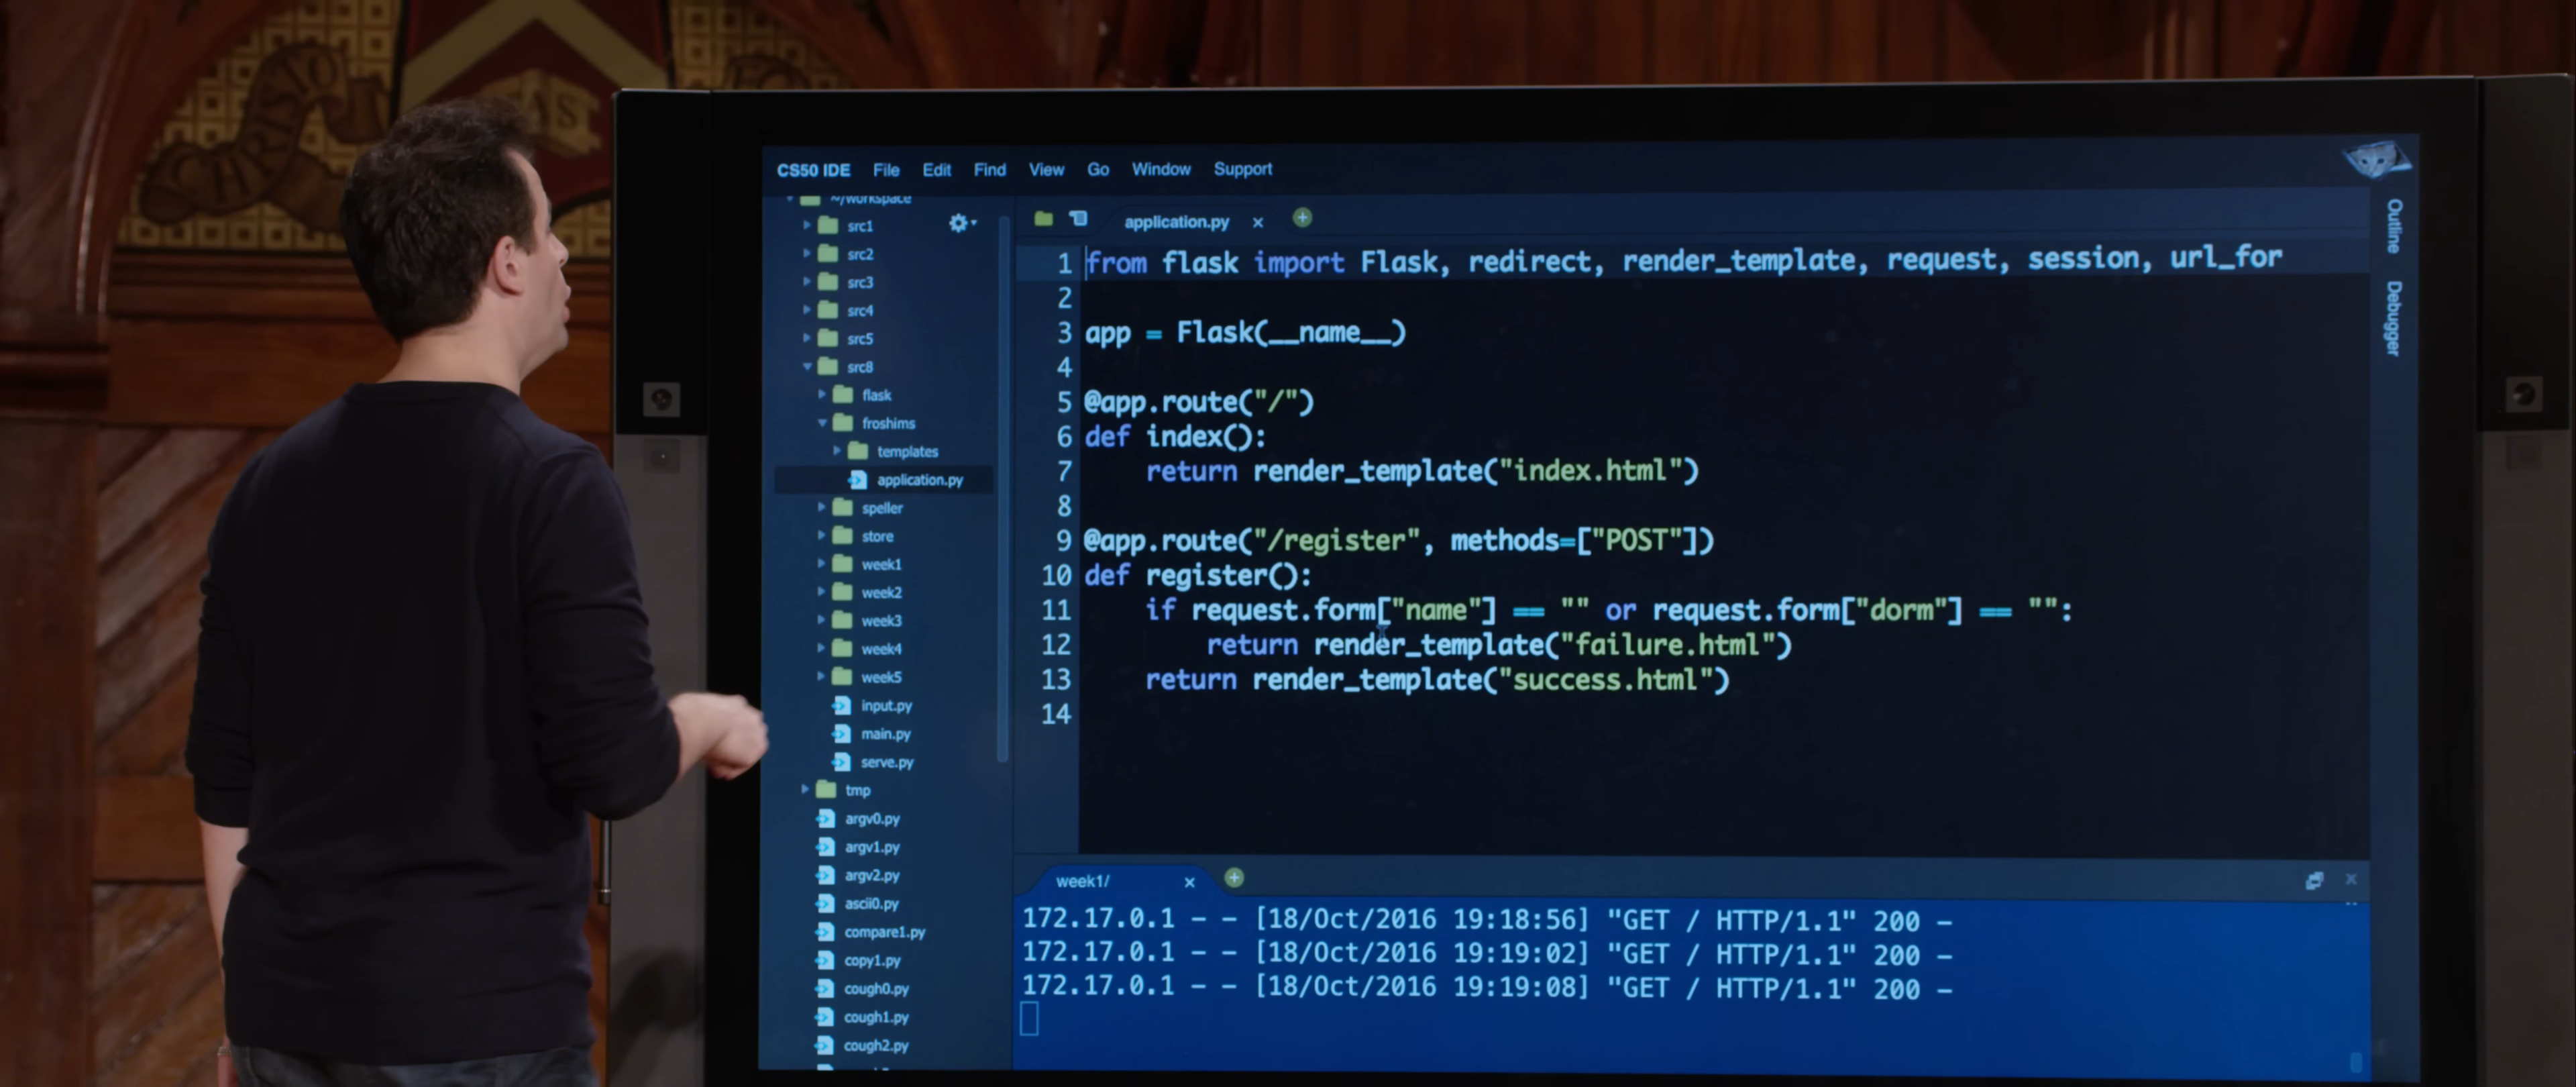 CS50 IDE File Edit Find View Go Window Support
~/workspace
src1
src2
src3
src4
src5
src8
flask
froshims
templates
application.py
speller
store
week1
week2
week3
week4
week5
input.py
main.py
serve.py
tmp
argv0.py
argv1.py
argv2.py
ascii0.py
compare1.py
copy1.py
cough0.py
cough1.py
cough2.py
application.py
1 from flask import Flask, redirect, render_template, request, session, url_for
2
3 app = Flask(__name__)
4
5 @app.route("/")
6 def index():
7     return render_template("index.html")
8
9 @app.route("/register", methods=["POST"])
10 def register():
11     if request.form["name"] == "" or request.form["dorm"] == "":
12         return render_template("failure.html")
13     return render_template("success.html")
14
week1/
172.17.0.1 - - [18/Oct/2016 19:18:56] "GET / HTTP/1.1" 200 -
172.17.0.1 - - [18/Oct/2016 19:19:02] "GET / HTTP/1.1" 200 -
172.17.0.1 - - [18/Oct/2016 19:19:08] "GET / HTTP/1.1" 200 -
Outline
Debugger